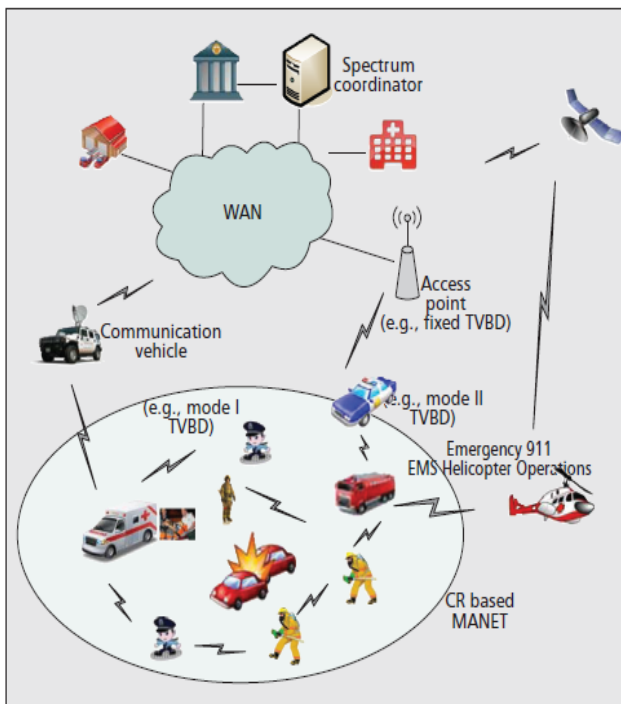 Spectrum
coordinator
WAN
Access
point
(e.g., fixed TVBD)
Communication
vehicle
(e.g., mode I
TVBD)
(e.g., mode II
TVBD)
Emergency 911
EMS Helicopter Operations
CR based
MANET